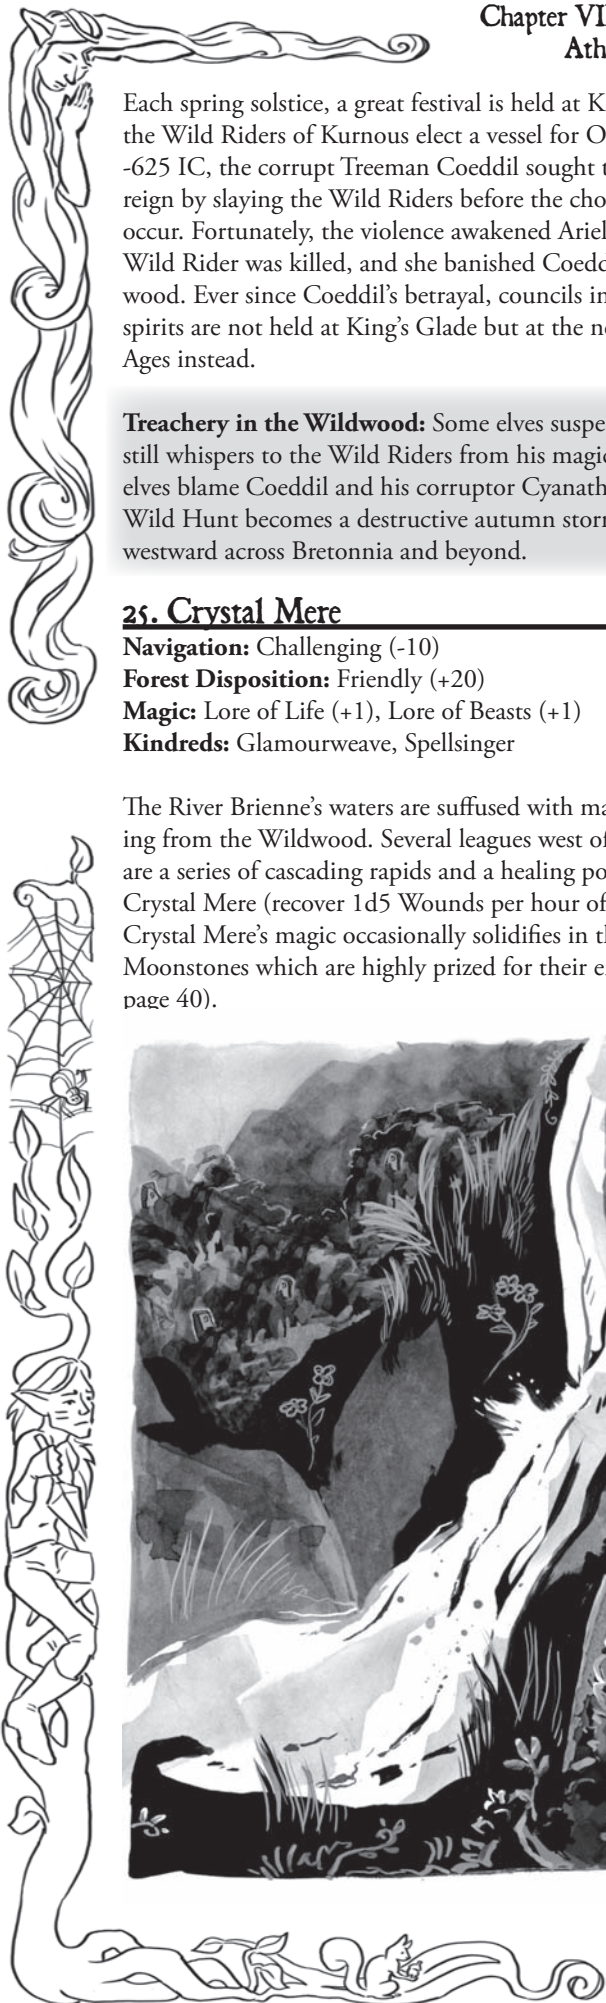 Chapter VII
Ath
Each spring solstice, a great festival is held at K
the Wild Riders of Kurnous elect a vessel for O
-625 IC, the corrupt Treeman Coeddil sought t
reign by slaying the Wild Riders before the cho
occur. Fortunately, the violence awakened Ariel
Wild Rider was killed, and she banished Coedd
wood. Ever since Coeddil's betrayal, councils in
spirits are not held at King's Glade but at the ne
Ages instead.
Treachery in the Wildwood: Some elves suspe
still whispers to the Wild Riders from his magic
elves blame Coeddil and his corruptor Cyanath
Wild Hunt becomes a destructive autumn storm
westward across Bretonnia and beyond.
25. Crystal Mere
Navigation: Challenging (-10)
Forest Disposition: Friendly (+20)
Magic: Lore of Life (+1), Lore of Beasts (+1)
Kindreds: Glamourweave, Spellsinger
The River Brienne's waters are suffused with ma
ing from the Wildwood. Several leagues west of
are a series of cascading rapids and a healing po
Crystal Mere (recover 1d5 Wounds per hour of
Crystal Mere's magic occasionally solidifies in th
Moonstones which are highly prized for their e
page 40).